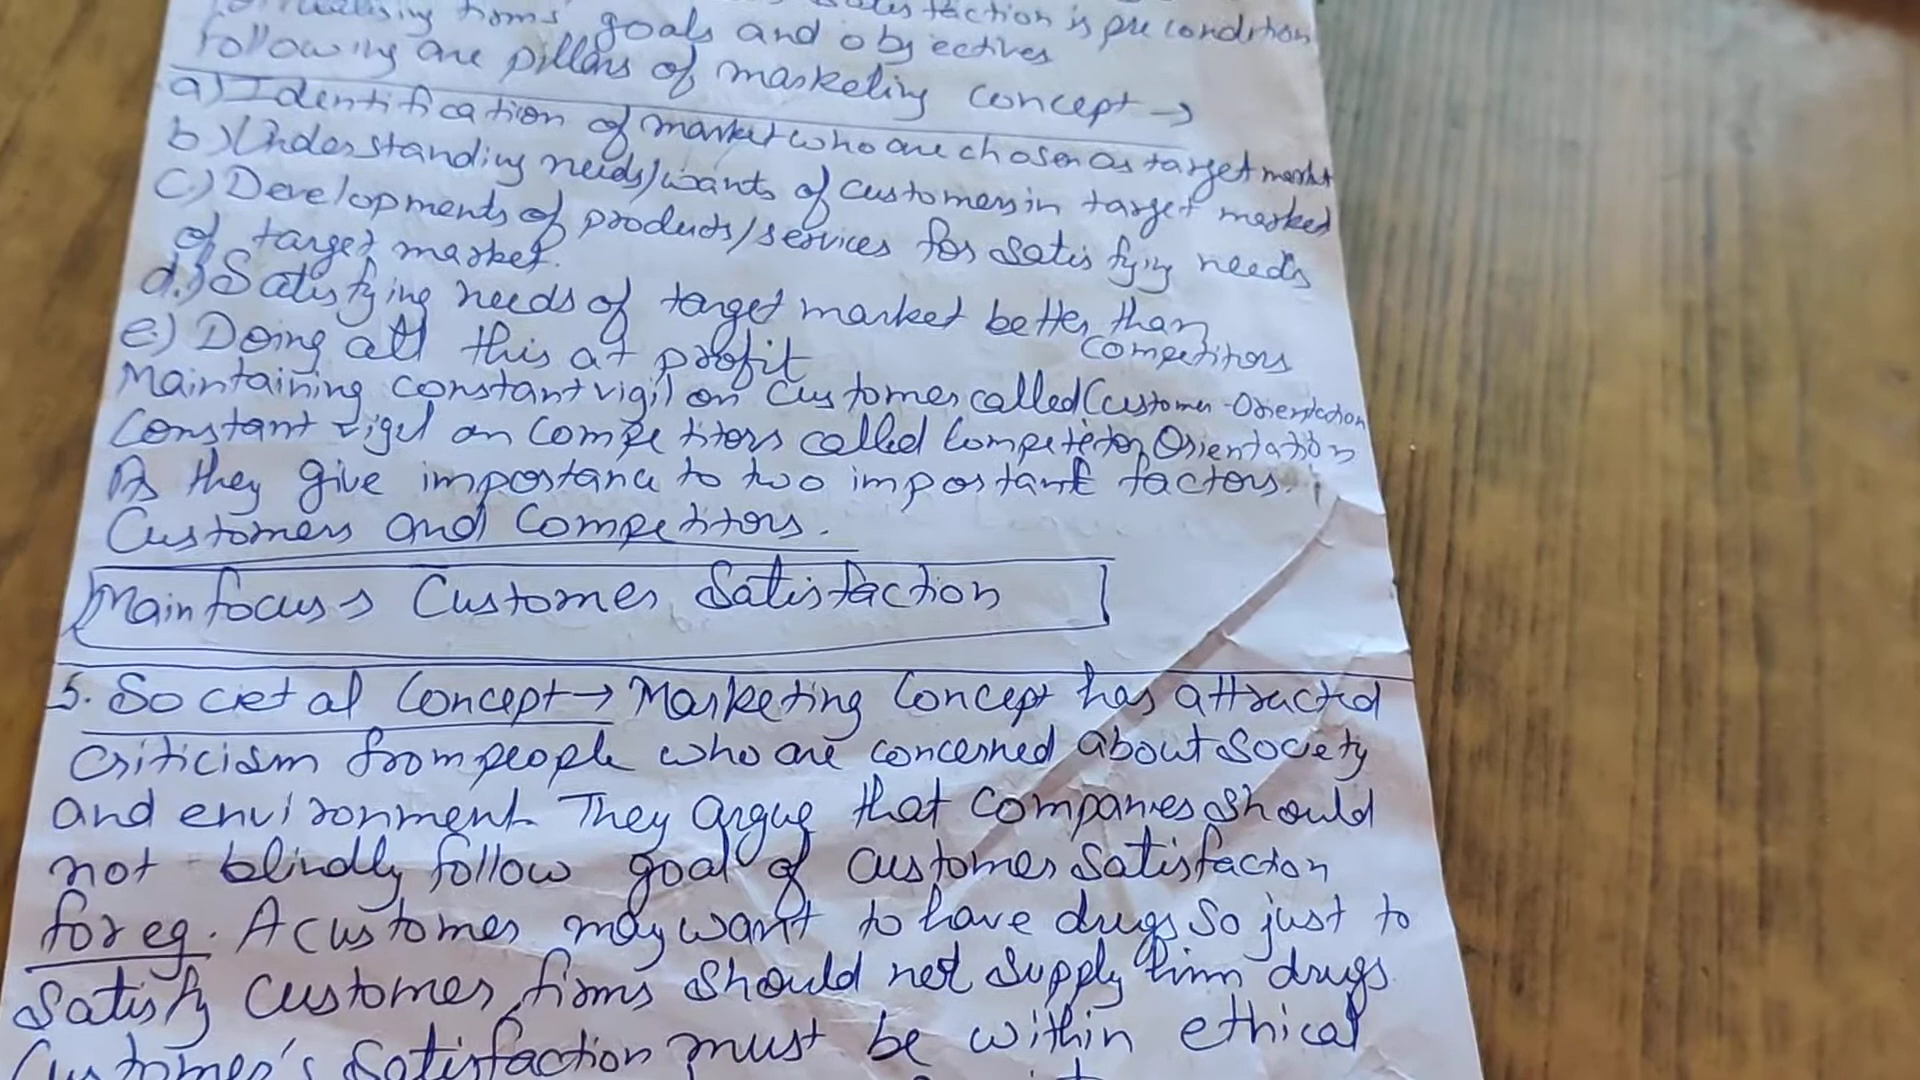 firms' goals and objectives satisfaction is pre condition
following are pillars of marketing concept →
a) Identification of market who are chosen as target market
b) Understanding needs/wants of customers in target market
c) Developments of products/services for satisfying needs
of target market.
d.) Satisfying needs of target market better than
competitors
e.) Doing all this at profit
Maintaining constant vigil on customer called Customer-Orientation
Constant vigil on Competitors called Competitor Orientation
As they give importance to two important factors.
Customers and Competitors.
Main focus → Customer Satisfaction
5. Societal Concept → Marketing Concept has attracted
criticism from people who are concerned about Society
and environment. They argue that Companies should
not blindly follow goal of customer satisfaction
for eg. A customer may want to have drugs so just to
satisfy customer, firms should not supply him drugs.
Customer's satisfaction must be within ethical